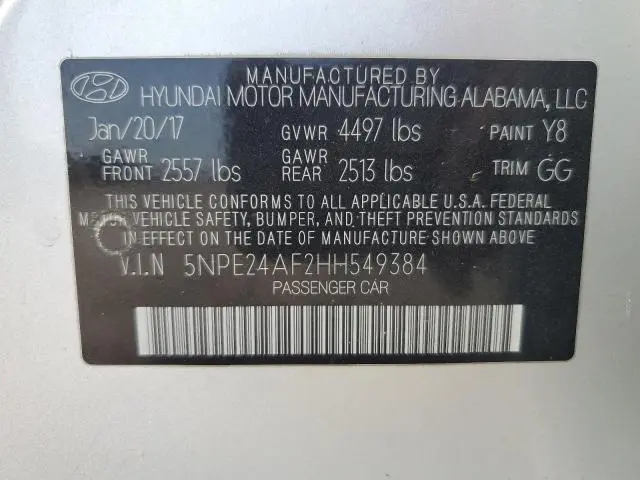 MANUFACTURED BY
HYUNDAI MOTOR MANUFACTURING ALABAMA, LLC
Jan/20/17 GVWR 4497 lbs PAINT Y8
GAWR FRONT 2557 lbs GAWR REAR 2513 lbs TRIM GG
THIS VEHICLE CONFORMS TO ALL APPLICABLE U.S.A. FEDERAL
MOTOR VEHICLE SAFETY, BUMPER, AND THEFT PREVENTION STANDARDS
IN EFFECT ON THE DATE OF MANUFACTURE SHOWN ABOVE
V.I.N 5NPE24AF2HH549384
PASSENGER CAR